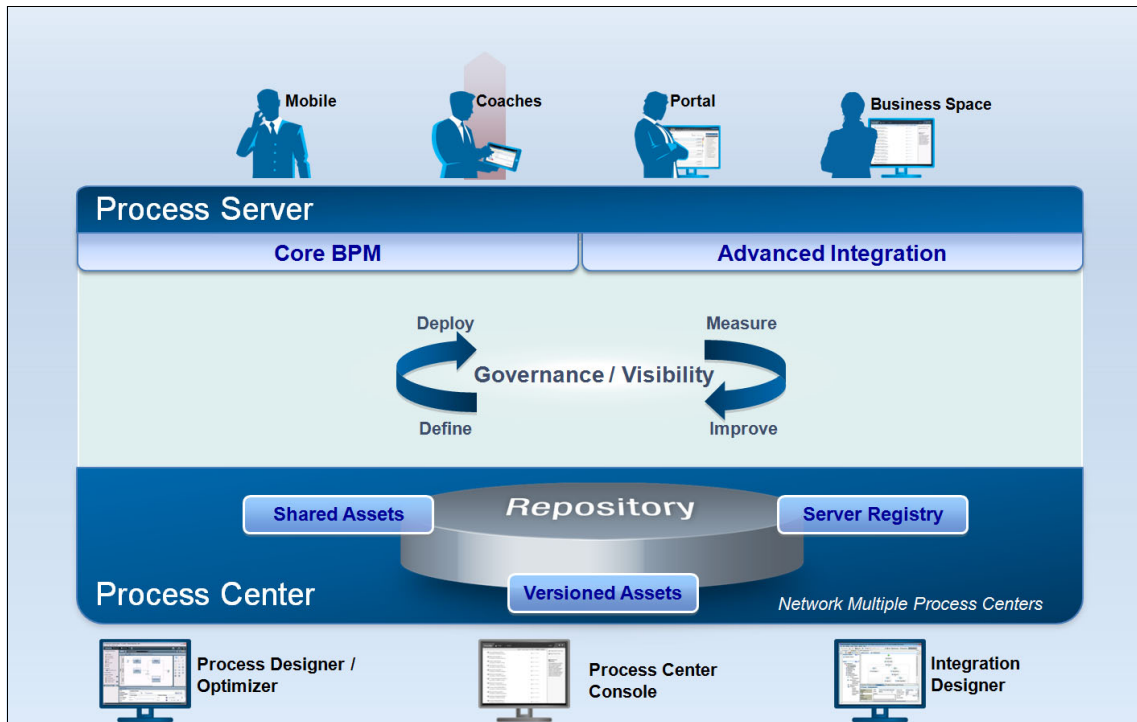 Mobile
Coaches
Portal
Business Space
Process Server
Core BPM
Advanced Integration
Deploy
Measure
Governance / Visibility
Define
Improve
Repository
Shared Assets
Server Registry
Process Center
Versioned Assets
Network Multiple Process Centers
Process Designer /
Optimizer
Process Center
Console
Integration
Designer